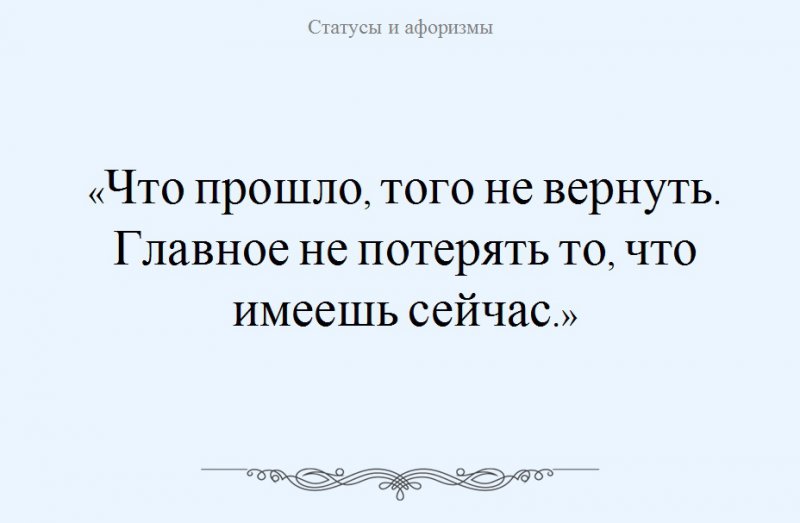 Статусы и афоризмы
«Что прошло, того не вернуть.
Главное не потерять то, что
имеешь сейчас.»